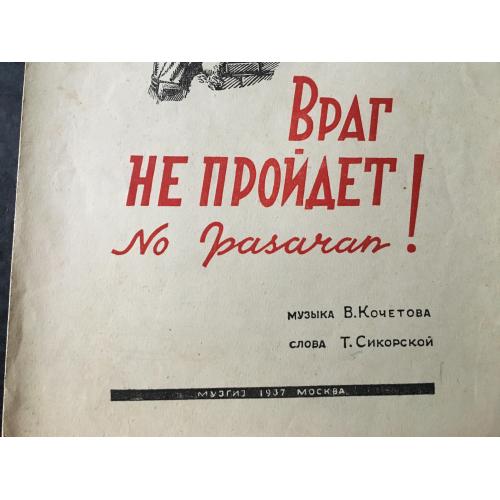 Враг
НЕ ПРОЙДЕТ!
No pasaran!
МУЗЫКА В. КОЧЕТОВА
СЛОВА Т. СИКОРСКОЙ
МУЗГИЗ 1937 МОСКВА